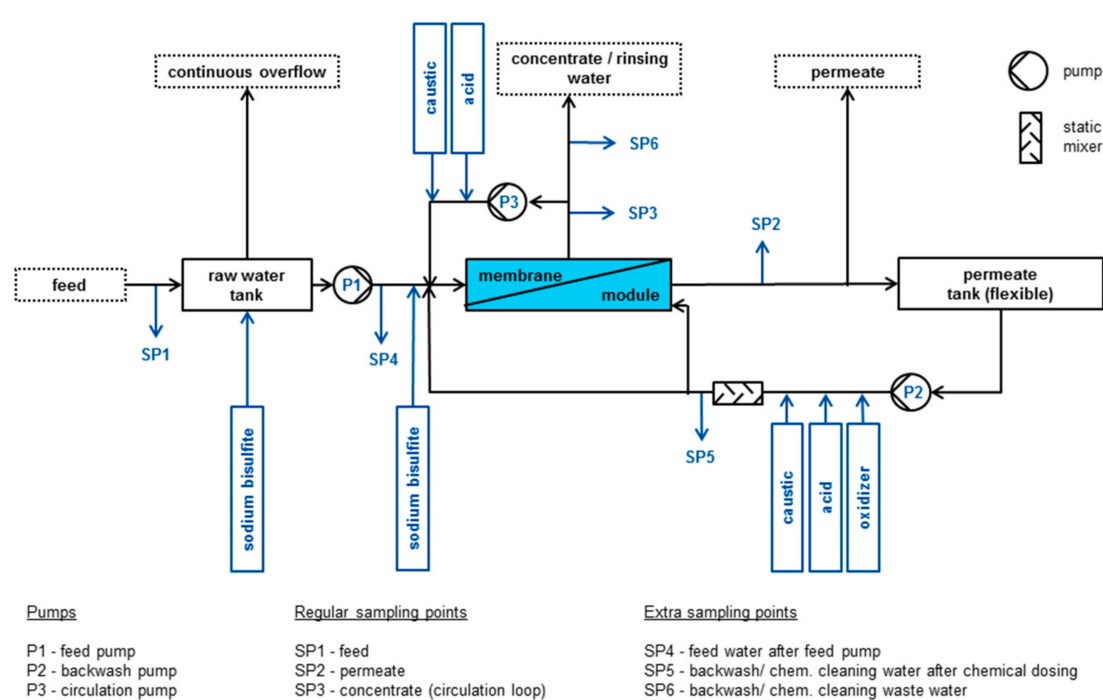 continuous overflow
caustic
acid
concentrate / rinsing
water
permeate
pump
static
mixer
SP6
P3
SP3
SP2
feed
raw water
tank
P1
membrane
module
permeate
tank (flexible)
SP1
SP4
P2
SP5
sodium bisulfite
sodium bisulfite
caustic
acid
oxidizer
Pumps
P1 - feed pump
P2 - backwash pump
P3 - circulation pump
Regular sampling points
SP1 - feed
SP2 - permeate
SP3 - concentrate (circulation loop)
Extra sampling points
SP4 - feed water after feed pump
SP5 - backwash/ chem. cleaning water after chemical dosing
SP6 - backwash/ chem. cleaning waste water